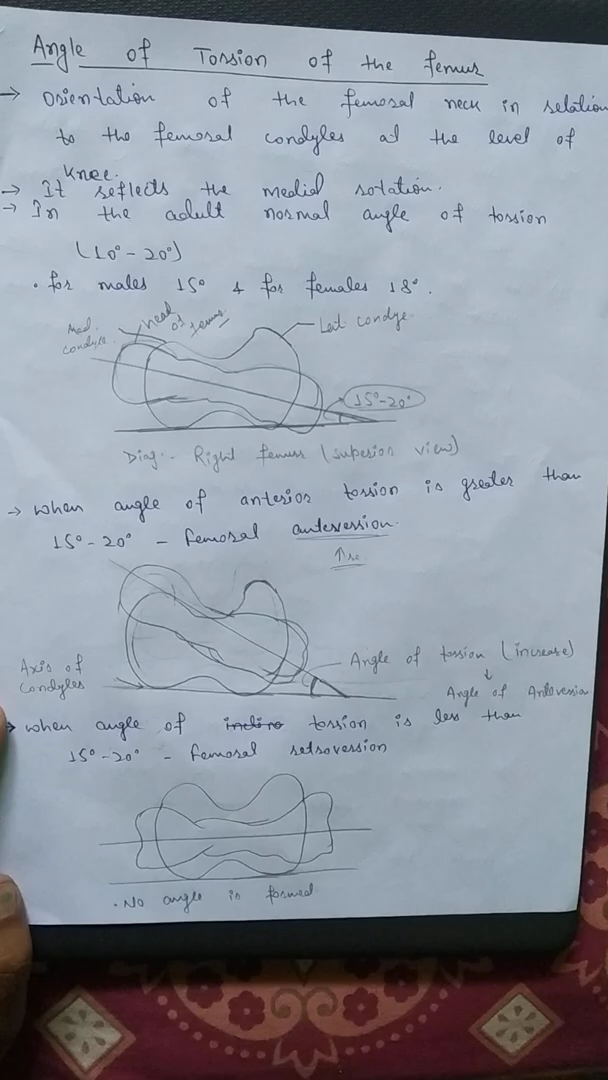 Angle of Torsion of the femur
→ Orientation of the femoral neck in relation
to the femoral condyles at the level of
knee.
→ It reflects the medial rotation.
→ In the adult normal angle of torsion
(10° - 20°)
• for males 15° & for females 18°.
Med. condyle
head of femur
Lat condye
15°-20°
Diag:- Right femur (superior view)
→ when angle of anterior torsion is greater than
15° - 20° - femoral anteversion.
↑se
Axis of
Condyles
Angle of torsion (increase)
↓
Angle of Anteversion
→ when angle of torsion is less than
15°-20° - femoral retroversion
• No angle is formed